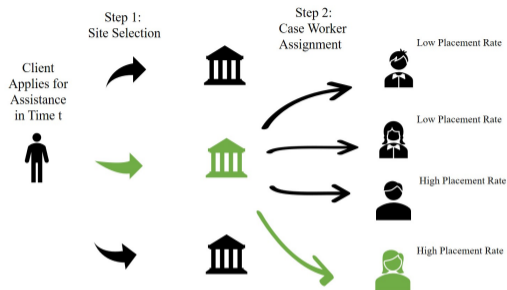 Step 1:
Site Selection
Step 2:
Case Worker
Assignment
Client
Applies for
Assistance
in Time t
Low Placement Rate
Low Placement Rate
High Placement Rate
High Placement Rate